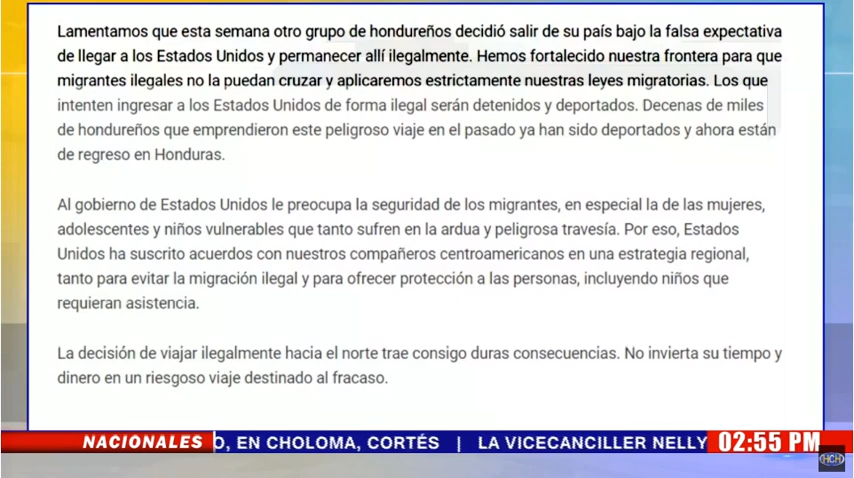 Lamentamos que esta semana otro grupo de hondureños decidió salir de su país bajo la falsa expectativa
de llegar a los Estados Unidos y permanecer allí ilegalmente. Hemos fortalecido nuestra frontera para que
migrantes ilegales no la puedan cruzar y aplicaremos estrictamente nuestras leyes migratorias. Los que
intenten ingresar a los Estados Unidos de forma ilegal serán detenidos y deportados. Decenas de miles
de hondureños que emprendieron este peligroso viaje en el pasado ya han sido deportados y ahora están
de regreso en Honduras.
Al gobierno de Estados Unidos le preocupa la seguridad de los migrantes, en especial la de las mujeres,
adolescentes y niños vulnerables que tanto sufren en la ardua y peligrosa travesía. Por eso, Estados
Unidos ha suscrito acuerdos con nuestros compañeros centroamericanos en una estrategia regional,
tanto para evitar la migración ilegal y para ofrecer protección a las personas, incluyendo niños que
requieran asistencia.
La decisión de viajar ilegalmente hacia el norte trae consigo duras consecuencias. No invierta su tiempo y
dinero en un riesgoso viaje destinado al fracaso.
NACIONALES O, EN CHOLOMA, CORTÉS | LA VICECANCILLER NELLY 02:55 PM
HCH